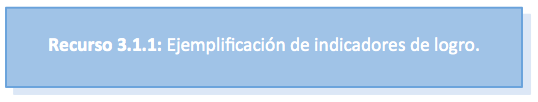 Recurso 3.1.1: Ejemplificación de indicadores de logro.